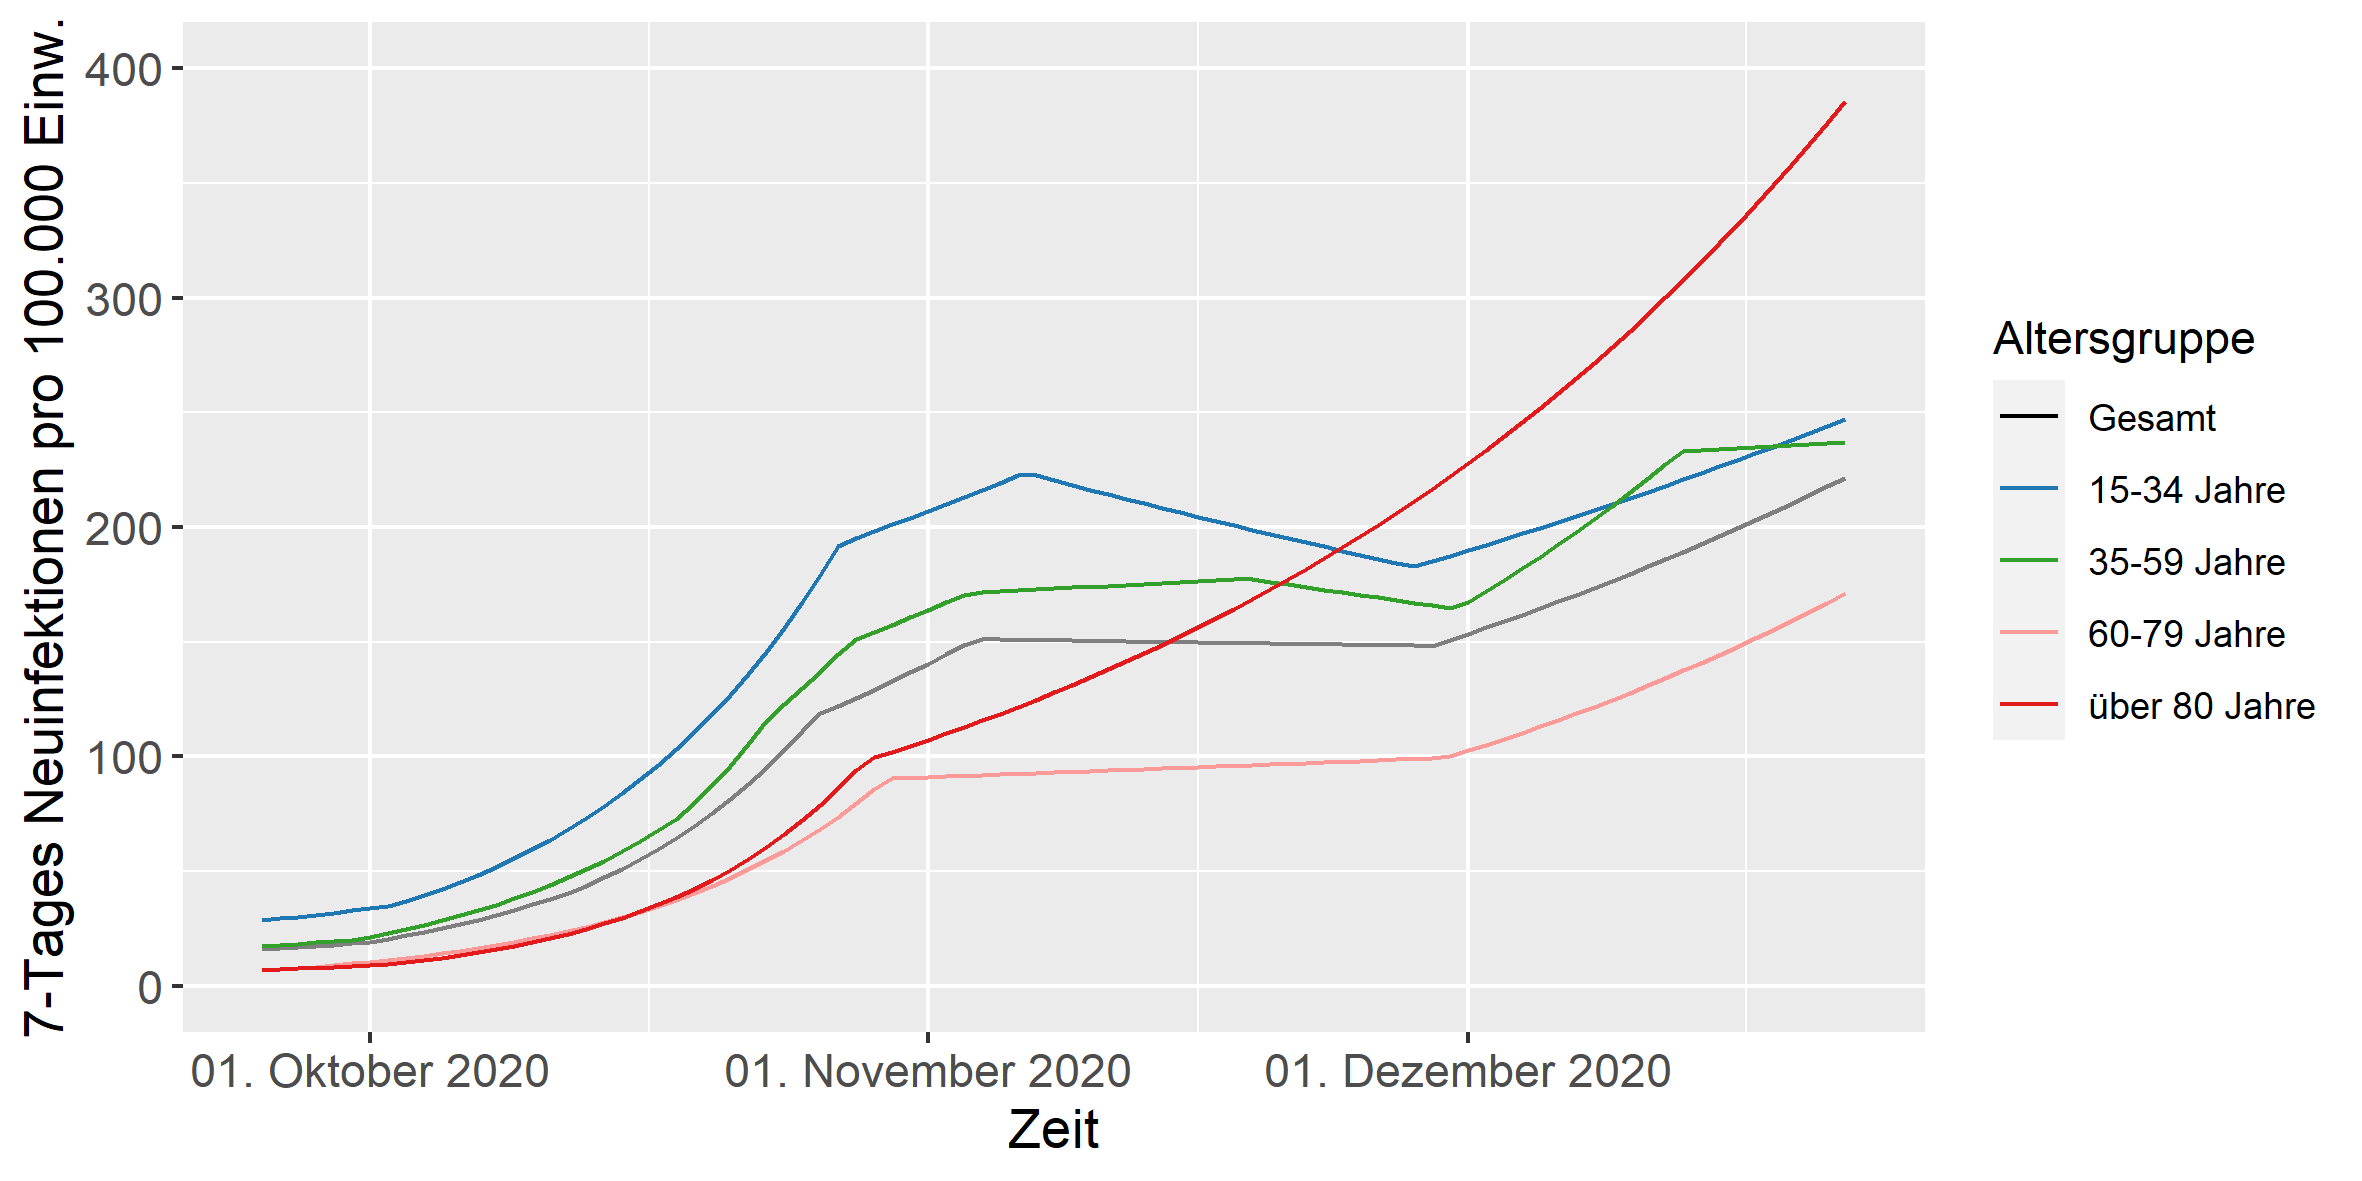 7-Tages Neuinfektionen pro 100.000 Einw.
400
300
200
100
0
01. Oktober 2020
01. November 2020
01. Dezember 2020
Zeit
Altersgruppe
Gesamt
15-34 Jahre
35-59 Jahre
60-79 Jahre
über 80 Jahre